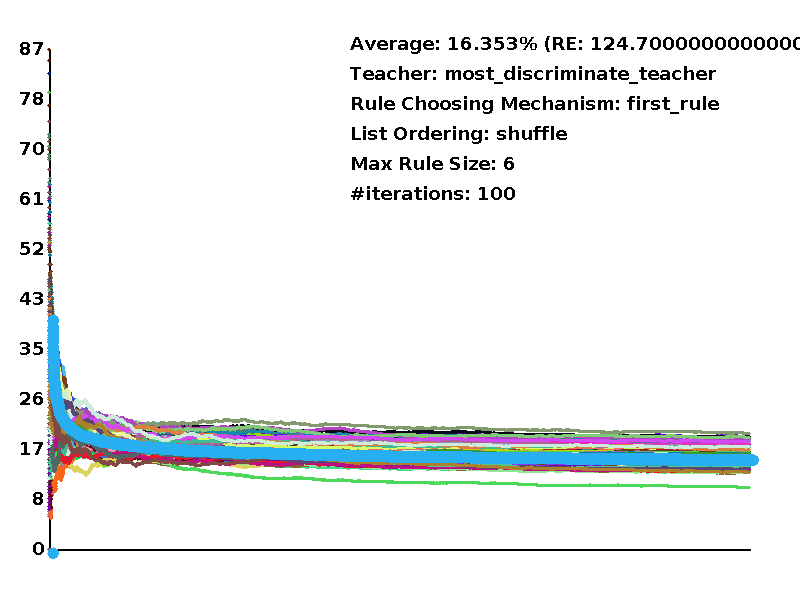 Average: 16.353% (RE: 124.7000000000000
Teacher: most_discriminate_teacher
Rule Choosing Mechanism: first_rule
List Ordering: shuffle
Max Rule Size: 6
#iterations: 100
87
78
70
61
52
43
35
26
17
8
0